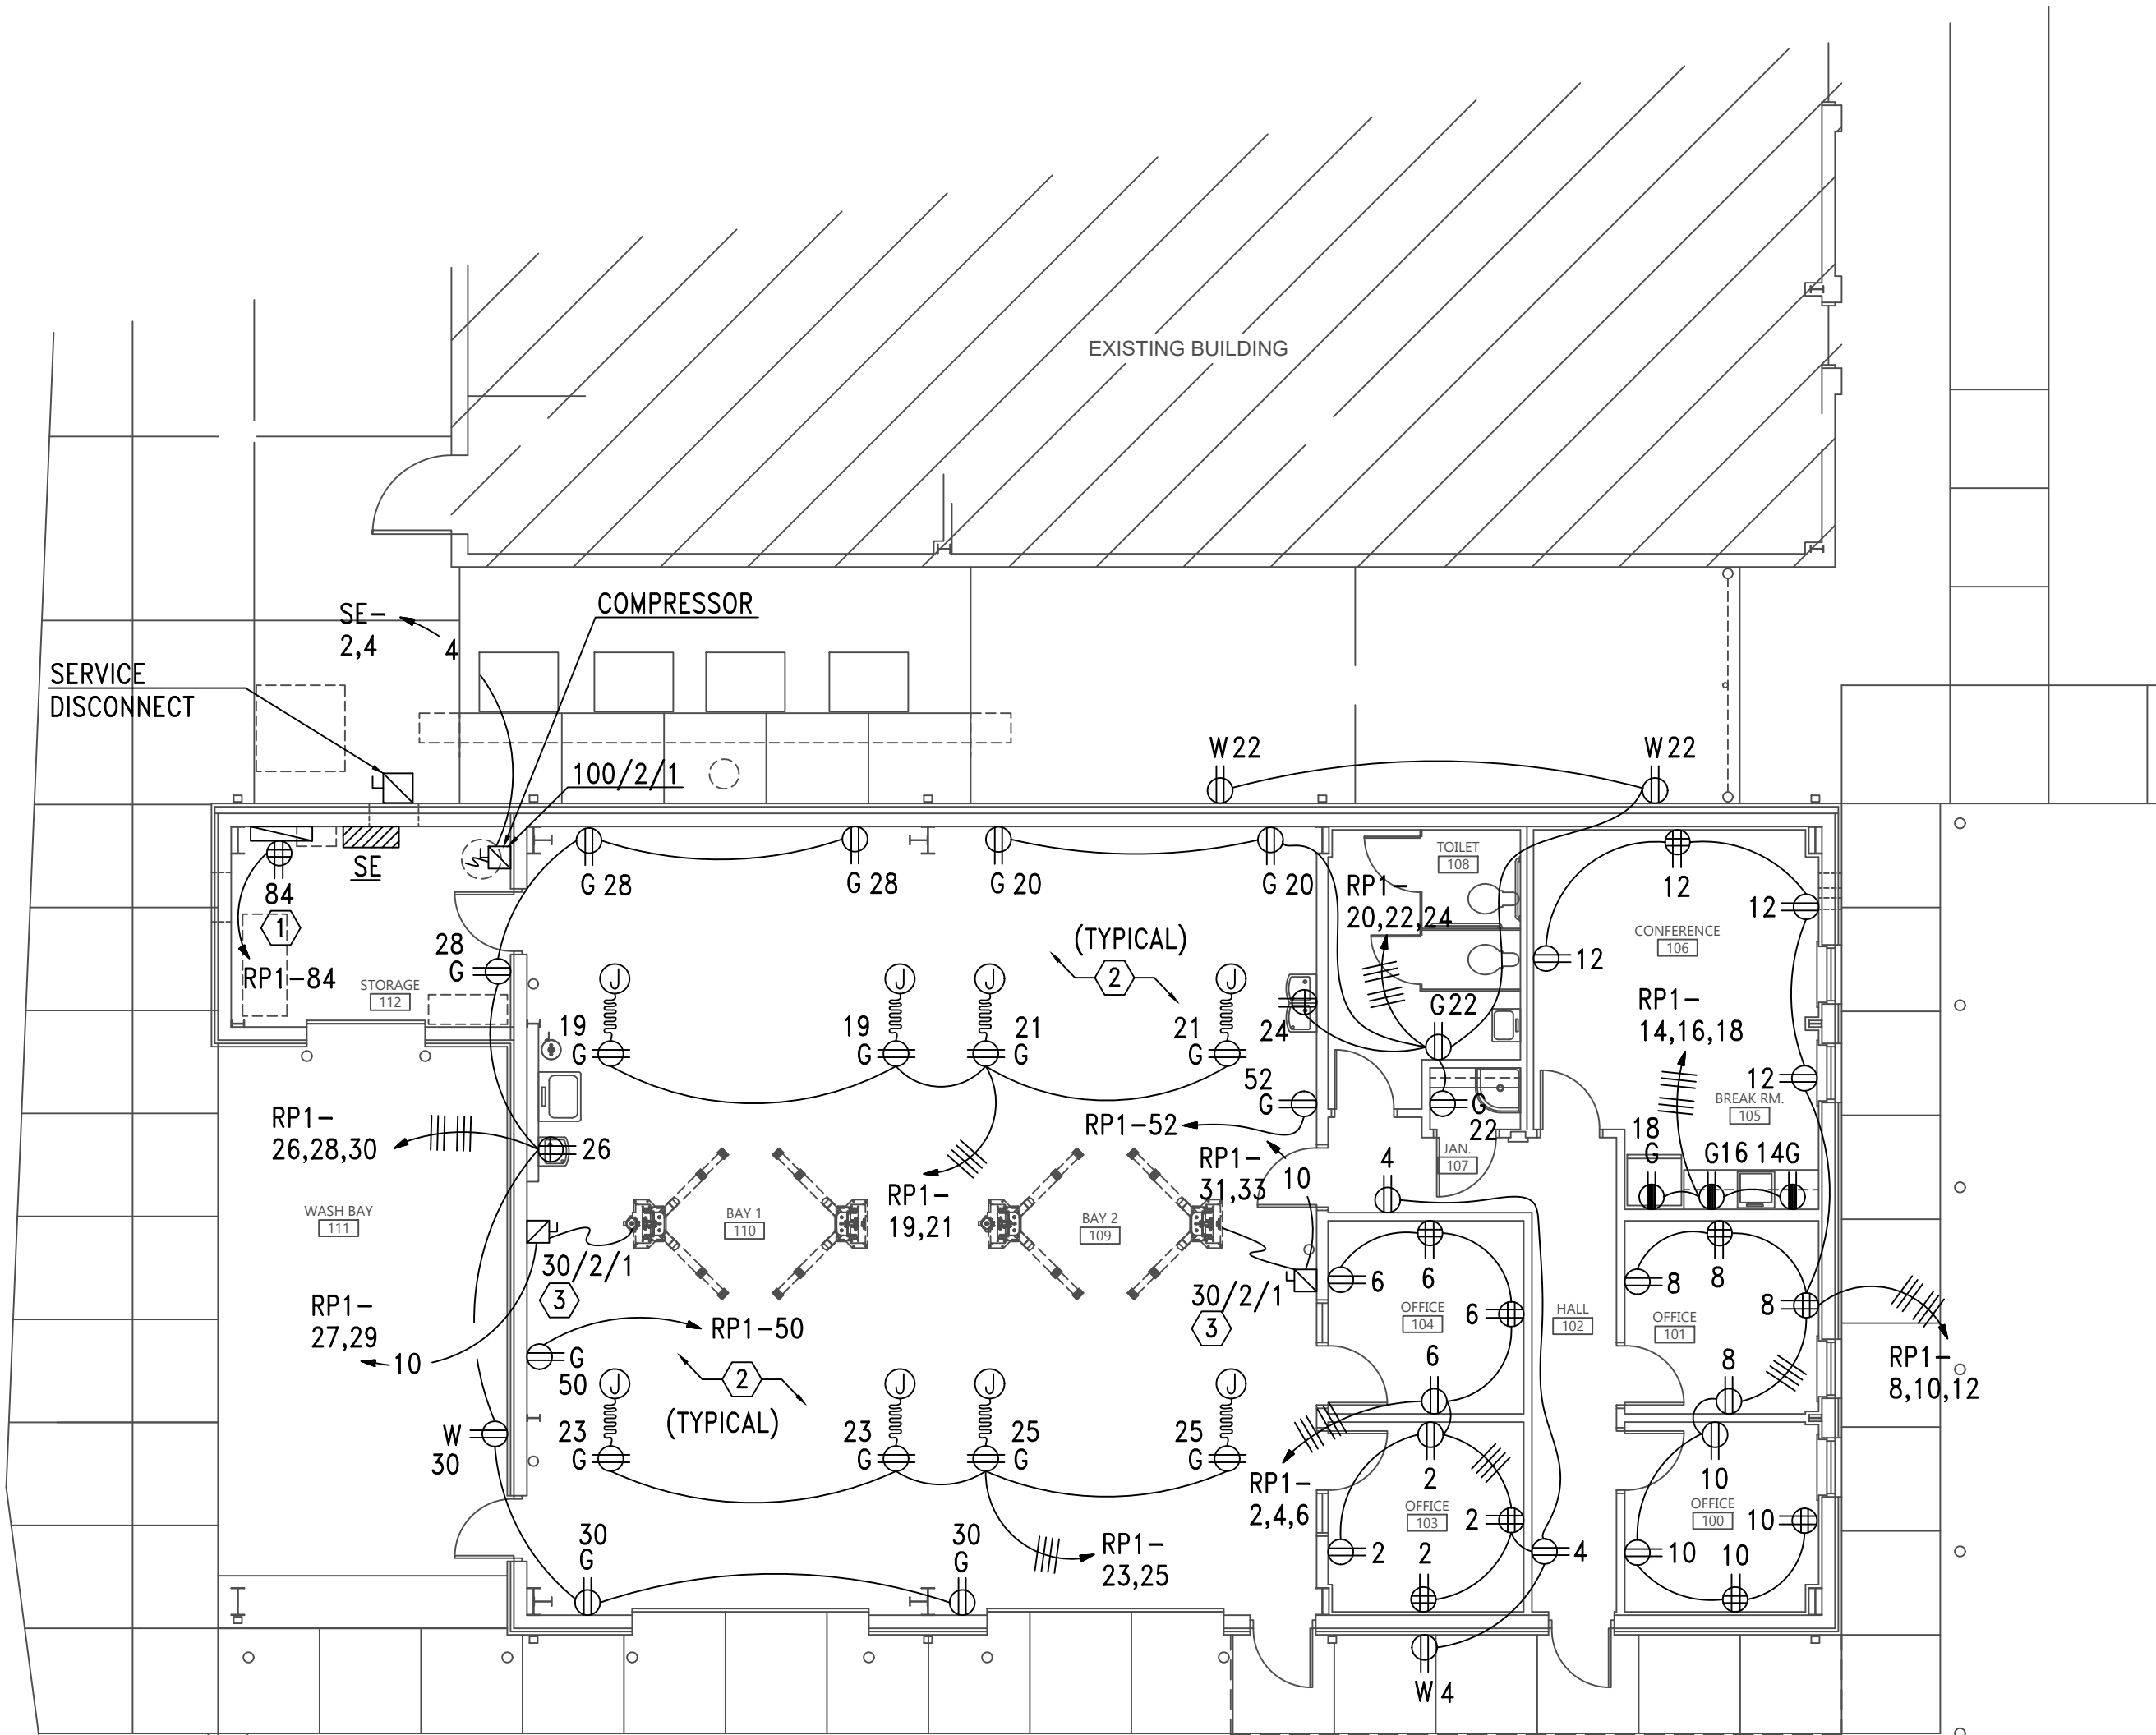 EXISTING BUILDING
COMPRESSOR
SE-
2,4
4
SERVICE
DISCONNECT
100/2/1
W 22
W 22
SE
84
1
RP1-84
STORAGE
112
28
G
G 28
G 28
G 20
G 20
(TYPICAL)
2
J
J
J
J
19
G
19
G
21
G
21
G
24
52
G
RP1-52
TOILET
108
RP1-
20,22,24
G 22
G
22
JAN.
107
12
12
12
12
CONFERENCE
106
RP1-
14,16,18
BREAK RM.
105
18
G
G16
14G
RP1-
26,28,30
26
WASH BAY
111
BAY 1
110
BAY 2
109
RP1-
19,21
RP1-
31,33
10
4
30/2/1
3
30/2/1
3
RP1-
27,29
10
RP1-50
G
50
2
(TYPICAL)
6
6
6
6
OFFICE
104
HALL
102
8
8
8
8
OFFICE
101
RP1-
8,10,12
J
J
J
J
23
G
23
G
25
G
25
G
W
30
RP1-
2,4,6
2
2
2
2
OFFICE
103
4
10
10
10
10
OFFICE
100
30
G
30
G
RP1-
23,25
W 4